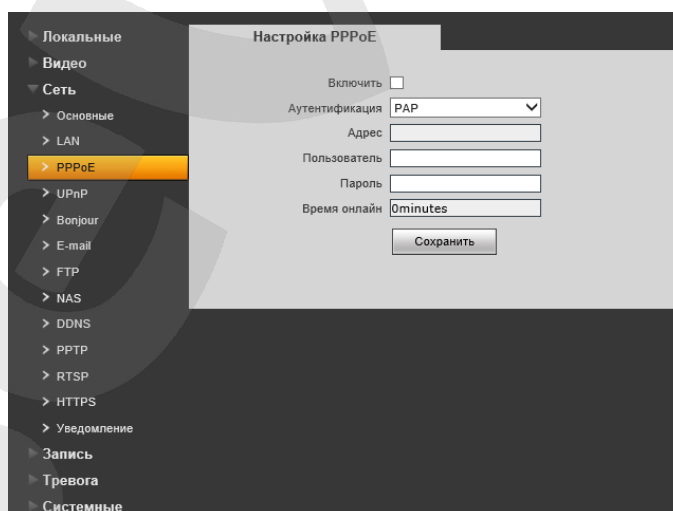 Локальные
Видео
Сеть
Основные
LAN
PPPoE
UPnP
Bonjour
E-mail
FTP
NAS
DDNS
PPTP
RTSP
HTTPS
Уведомление
Запись
Тревога
Системные
Настройка PPPoE
Включить
Аутентификация PAP
Адрес
Пользователь
Пароль
Время онлайн 0minutes
Сохранить